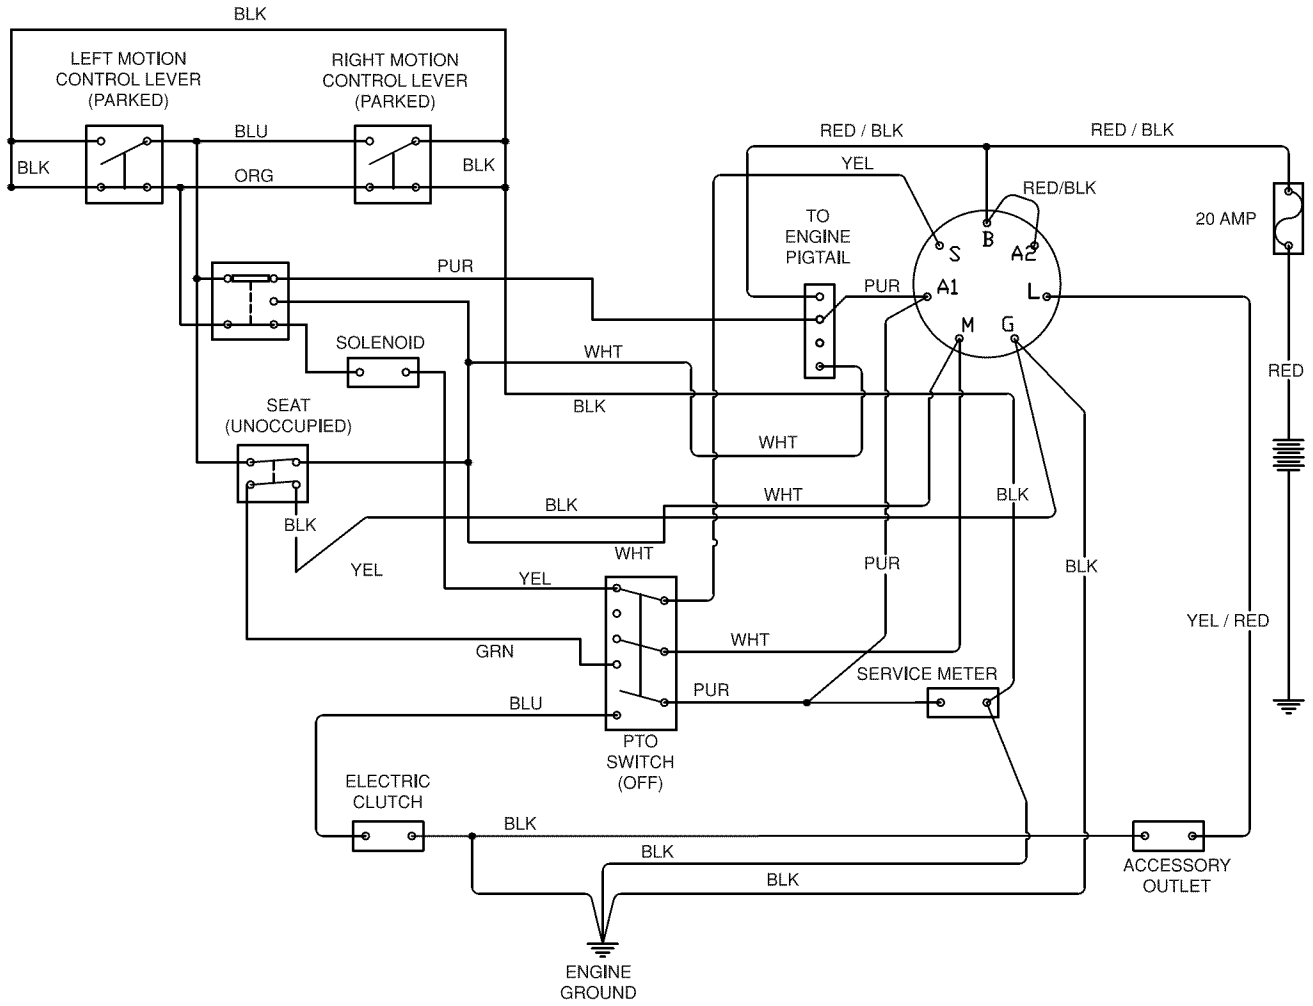 BLK
LEFT MOTION
CONTROL LEVER
(PARKED)
RIGHT MOTION
CONTROL LEVER
(PARKED)
BLU
BLK
ORG
BLK
RED / BLK
RED / BLK
YEL
RED/BLK
20 AMP
TO
ENGINE
PIGTAIL
S
B
A2
A1
L
M
G
PUR
PUR
SOLENOID
WHT
RED
SEAT
(UNOCCUPIED)
BLK
WHT
WHT
BLK
BLK
BLK
WHT
YEL
YEL
PUR
BLK
GRN
WHT
YEL / RED
SERVICE METER
BLU
PUR
PTO
SWITCH
(OFF)
ELECTRIC
CLUTCH
BLK
BLK
BLK
ACCESSORY
OUTLET
ENGINE
GROUND